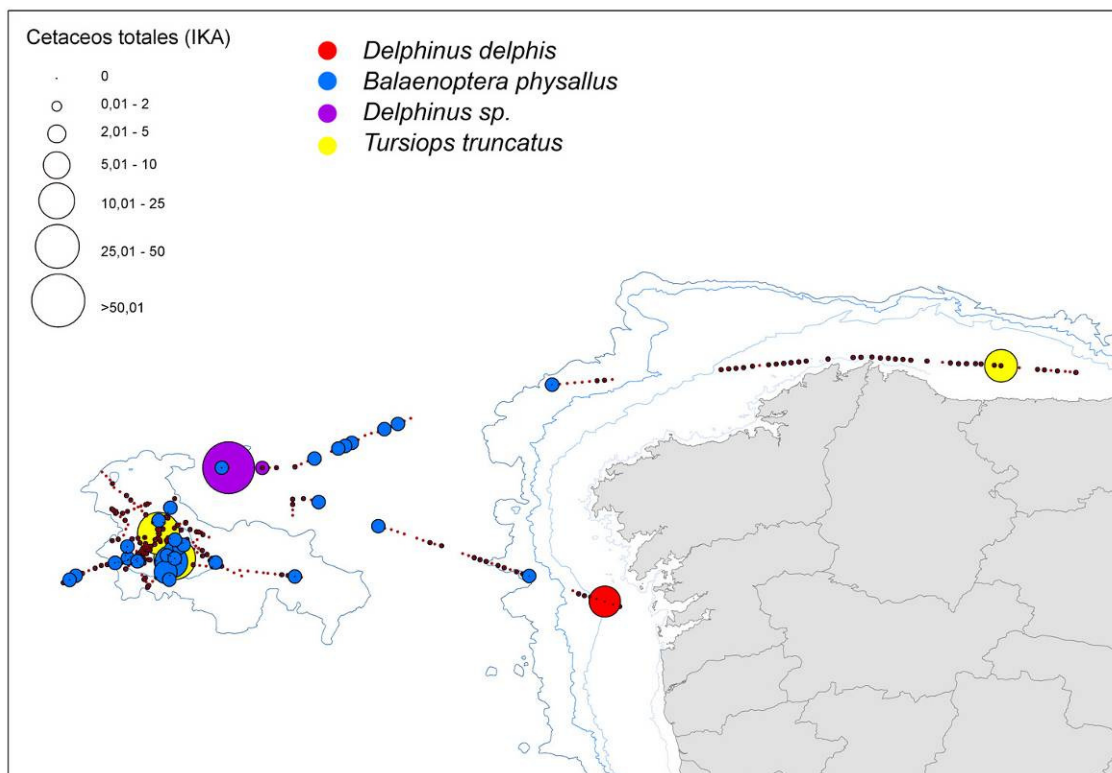 Cetaceos totales (IKA)
0
0,01 - 2
2,01 - 5
5,01 - 10
10,01 - 25
25,01 - 50
>50,01
Delphinus delphis
Balaenoptera physallus
Delphinus sp.
Tursiops truncatus